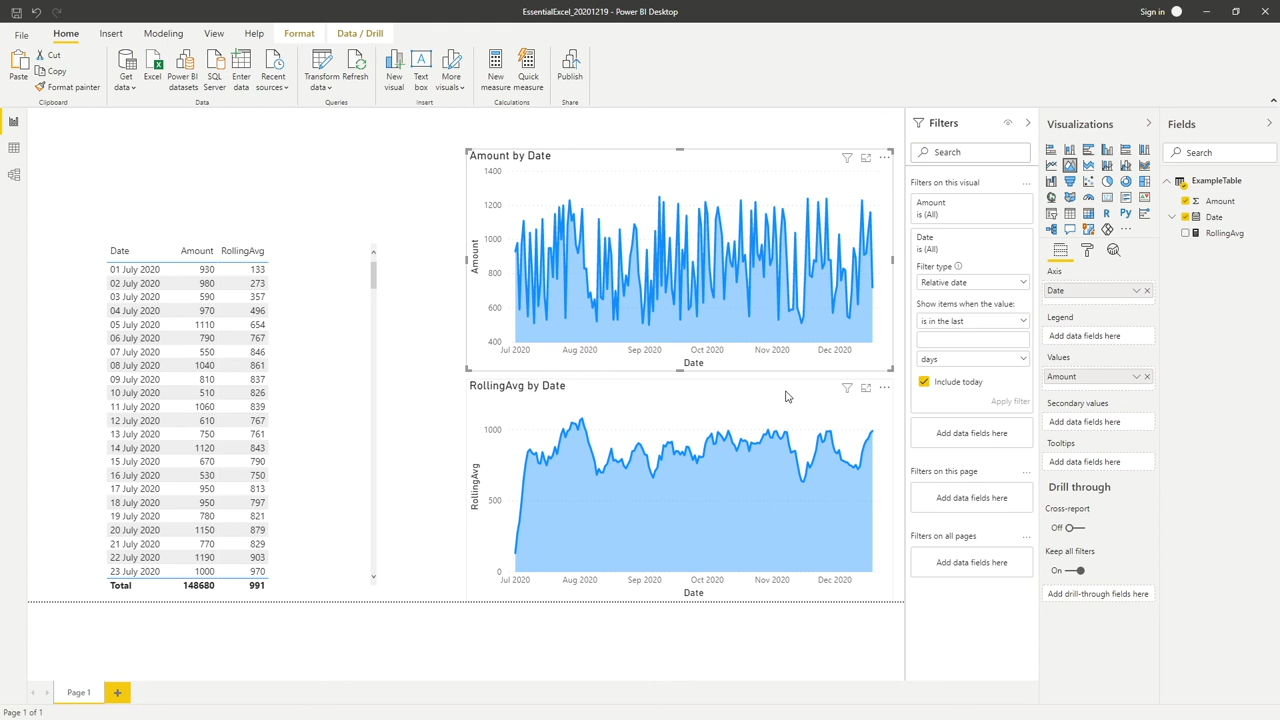 EssentialExcel_20201219 - Power BI Desktop
Sign in
File
Home
Insert
Modeling
View
Help
Format
Data / Drill
Paste
Cut
Copy
Format painter
Clipboard
Get data
Excel
Power BI datasets
SQL Server
Enter data
Recent sources
Data
Transform data
Refresh
Queries
New visual
Text box
More visuals
Insert
New measure
Quick measure
Calculations
Publish
Share
Date Amount RollingAvg
01 July 2020 930 133
02 July 2020 980 273
03 July 2020 590 357
04 July 2020 970 496
05 July 2020 1110 654
06 July 2020 790 767
07 July 2020 550 846
08 July 2020 1040 861
09 July 2020 810 837
10 July 2020 510 826
11 July 2020 1060 839
12 July 2020 610 767
13 July 2020 750 761
14 July 2020 1120 843
15 July 2020 670 790
16 July 2020 530 750
17 July 2020 950 813
18 July 2020 950 797
19 July 2020 780 821
20 July 2020 1150 879
21 July 2020 770 829
22 July 2020 1190 903
23 July 2020 1000 970
Total 148680 991
Amount by Date
1400
1200
1000
800
600
400
Amount
Jul 2020 Aug 2020 Sep 2020 Oct 2020 Nov 2020 Dec 2020
Date
RollingAvg by Date
1000
500
0
RollingAvg
Jul 2020 Aug 2020 Sep 2020 Oct 2020 Nov 2020 Dec 2020
Date
Filters
Search
Filters on this visual
Amount
is (All)
Date
is (All)
Filter type
Relative date
Show items when the value:
is in the last
days
Include today
Apply filter
Add data fields here
Filters on this page
Add data fields here
Filters on all pages
Add data fields here
Visualizations
R
Py
Axis
Date
Legend
Add data fields here
Values
Amount
Secondary values
Add data fields here
Tooltips
Add data fields here
Drill through
Cross-report
Off
Keep all filters
On
Add drill-through fields here
Fields
Search
ExampleTable
Amount
Date
RollingAvg
Page 1
Page 1 of 1